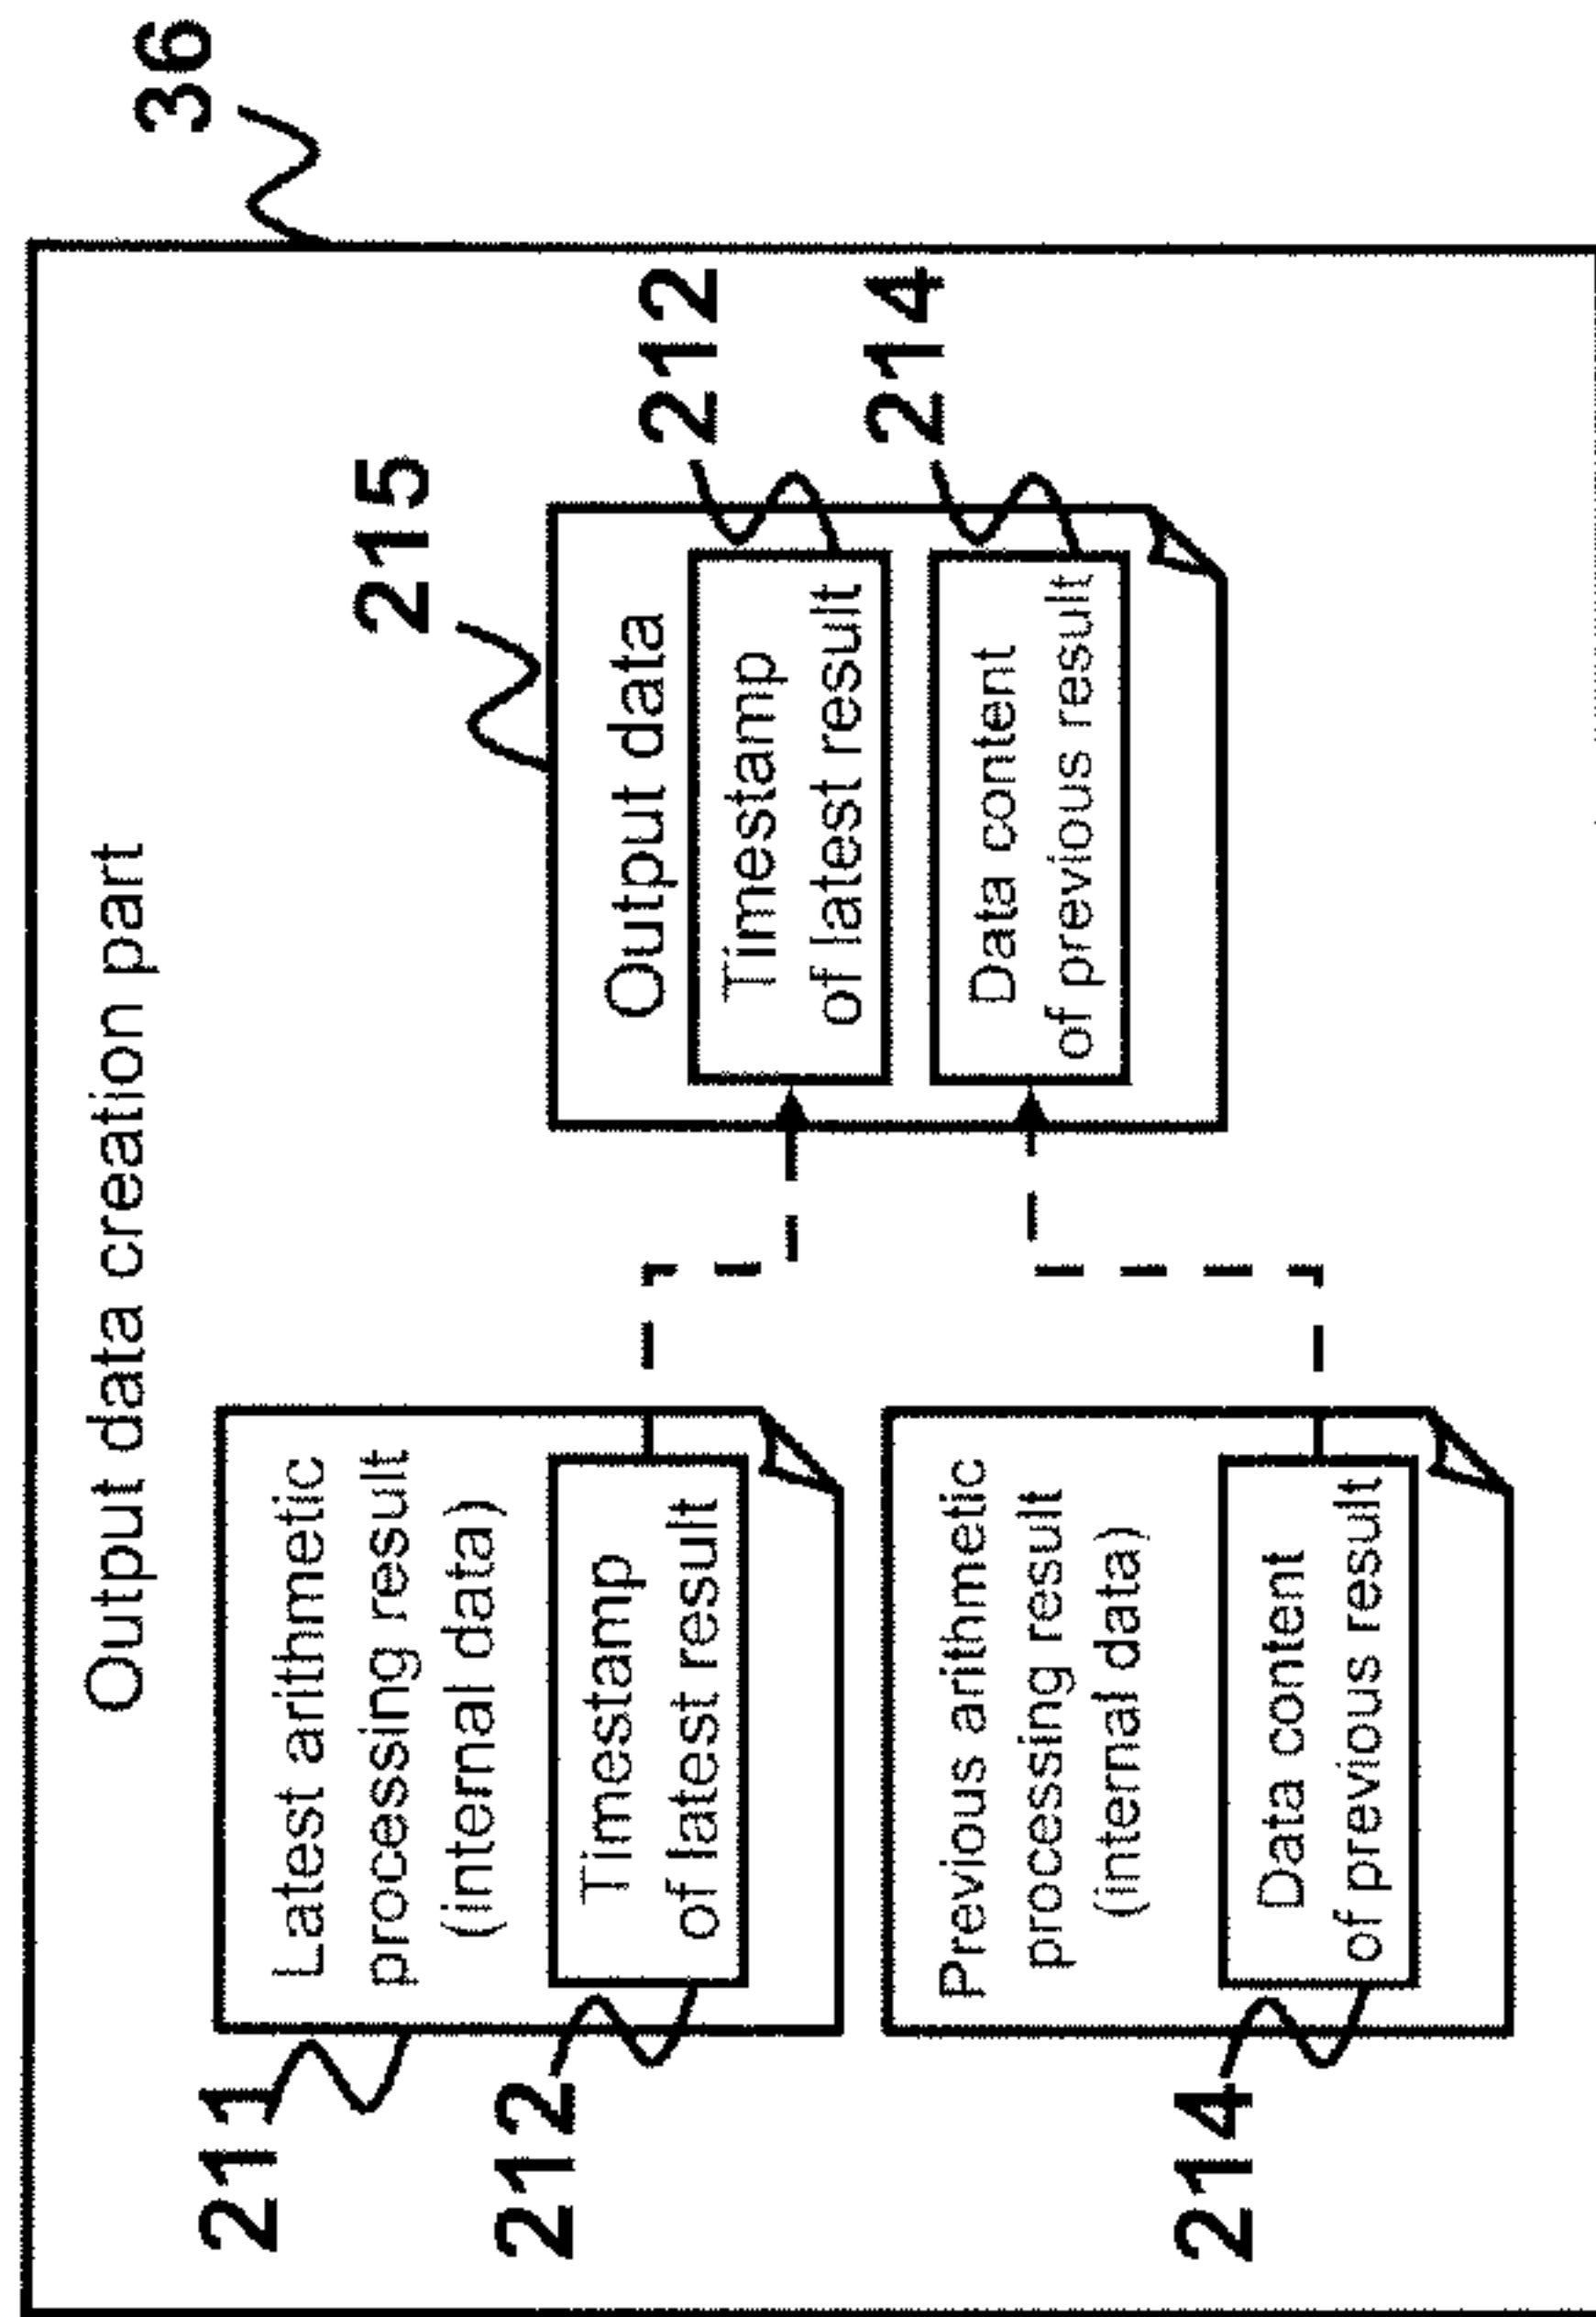 36
Output data creation part
211
Latest arithmetic
processing result
(internal data)
212
Timestamp
of latest result
Previous arithmetic
processing result
(internal data)
214
Data content
of previous result
215
Output data
212
Timestamp
of latest result
214
Data content
of previous result